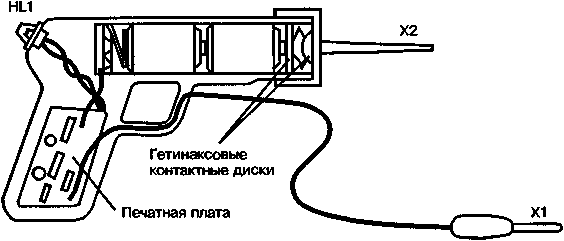 HL1
X2
Гетинаксовые
контактные диски
Печатная плата
X1